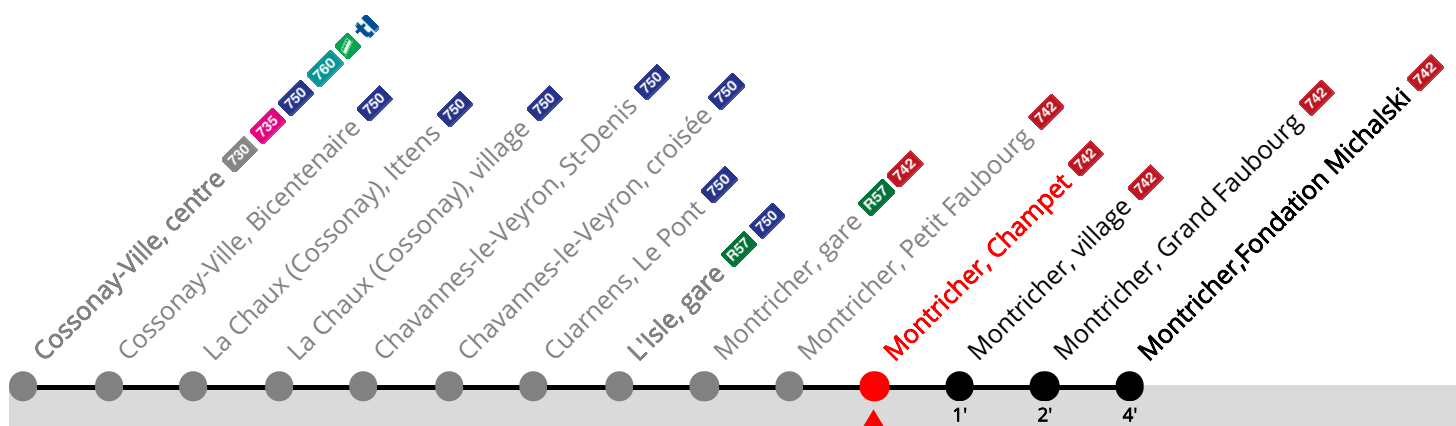 Cossonay-Ville, centre 730 735 750 760 tl
Cossonay-Ville, Bicentenaire 750
La Chaux (Cossonay), Ittens 750
La Chaux (Cossonay), village 750
Chavannes-le-Veyron, St-Denis 750
Chavannes-le-Veyron, croisée 750
Cuarnens, Le Pont 750
L'Isle, gare R57 750
Montricher, gare R57 742
Montricher, Petit Faubourg 742
Montricher, Champet 742
Montricher, village 742
Montricher, Grand Faubourg 742
Montricher,Fondation Michalski 742
1' 2' 4'